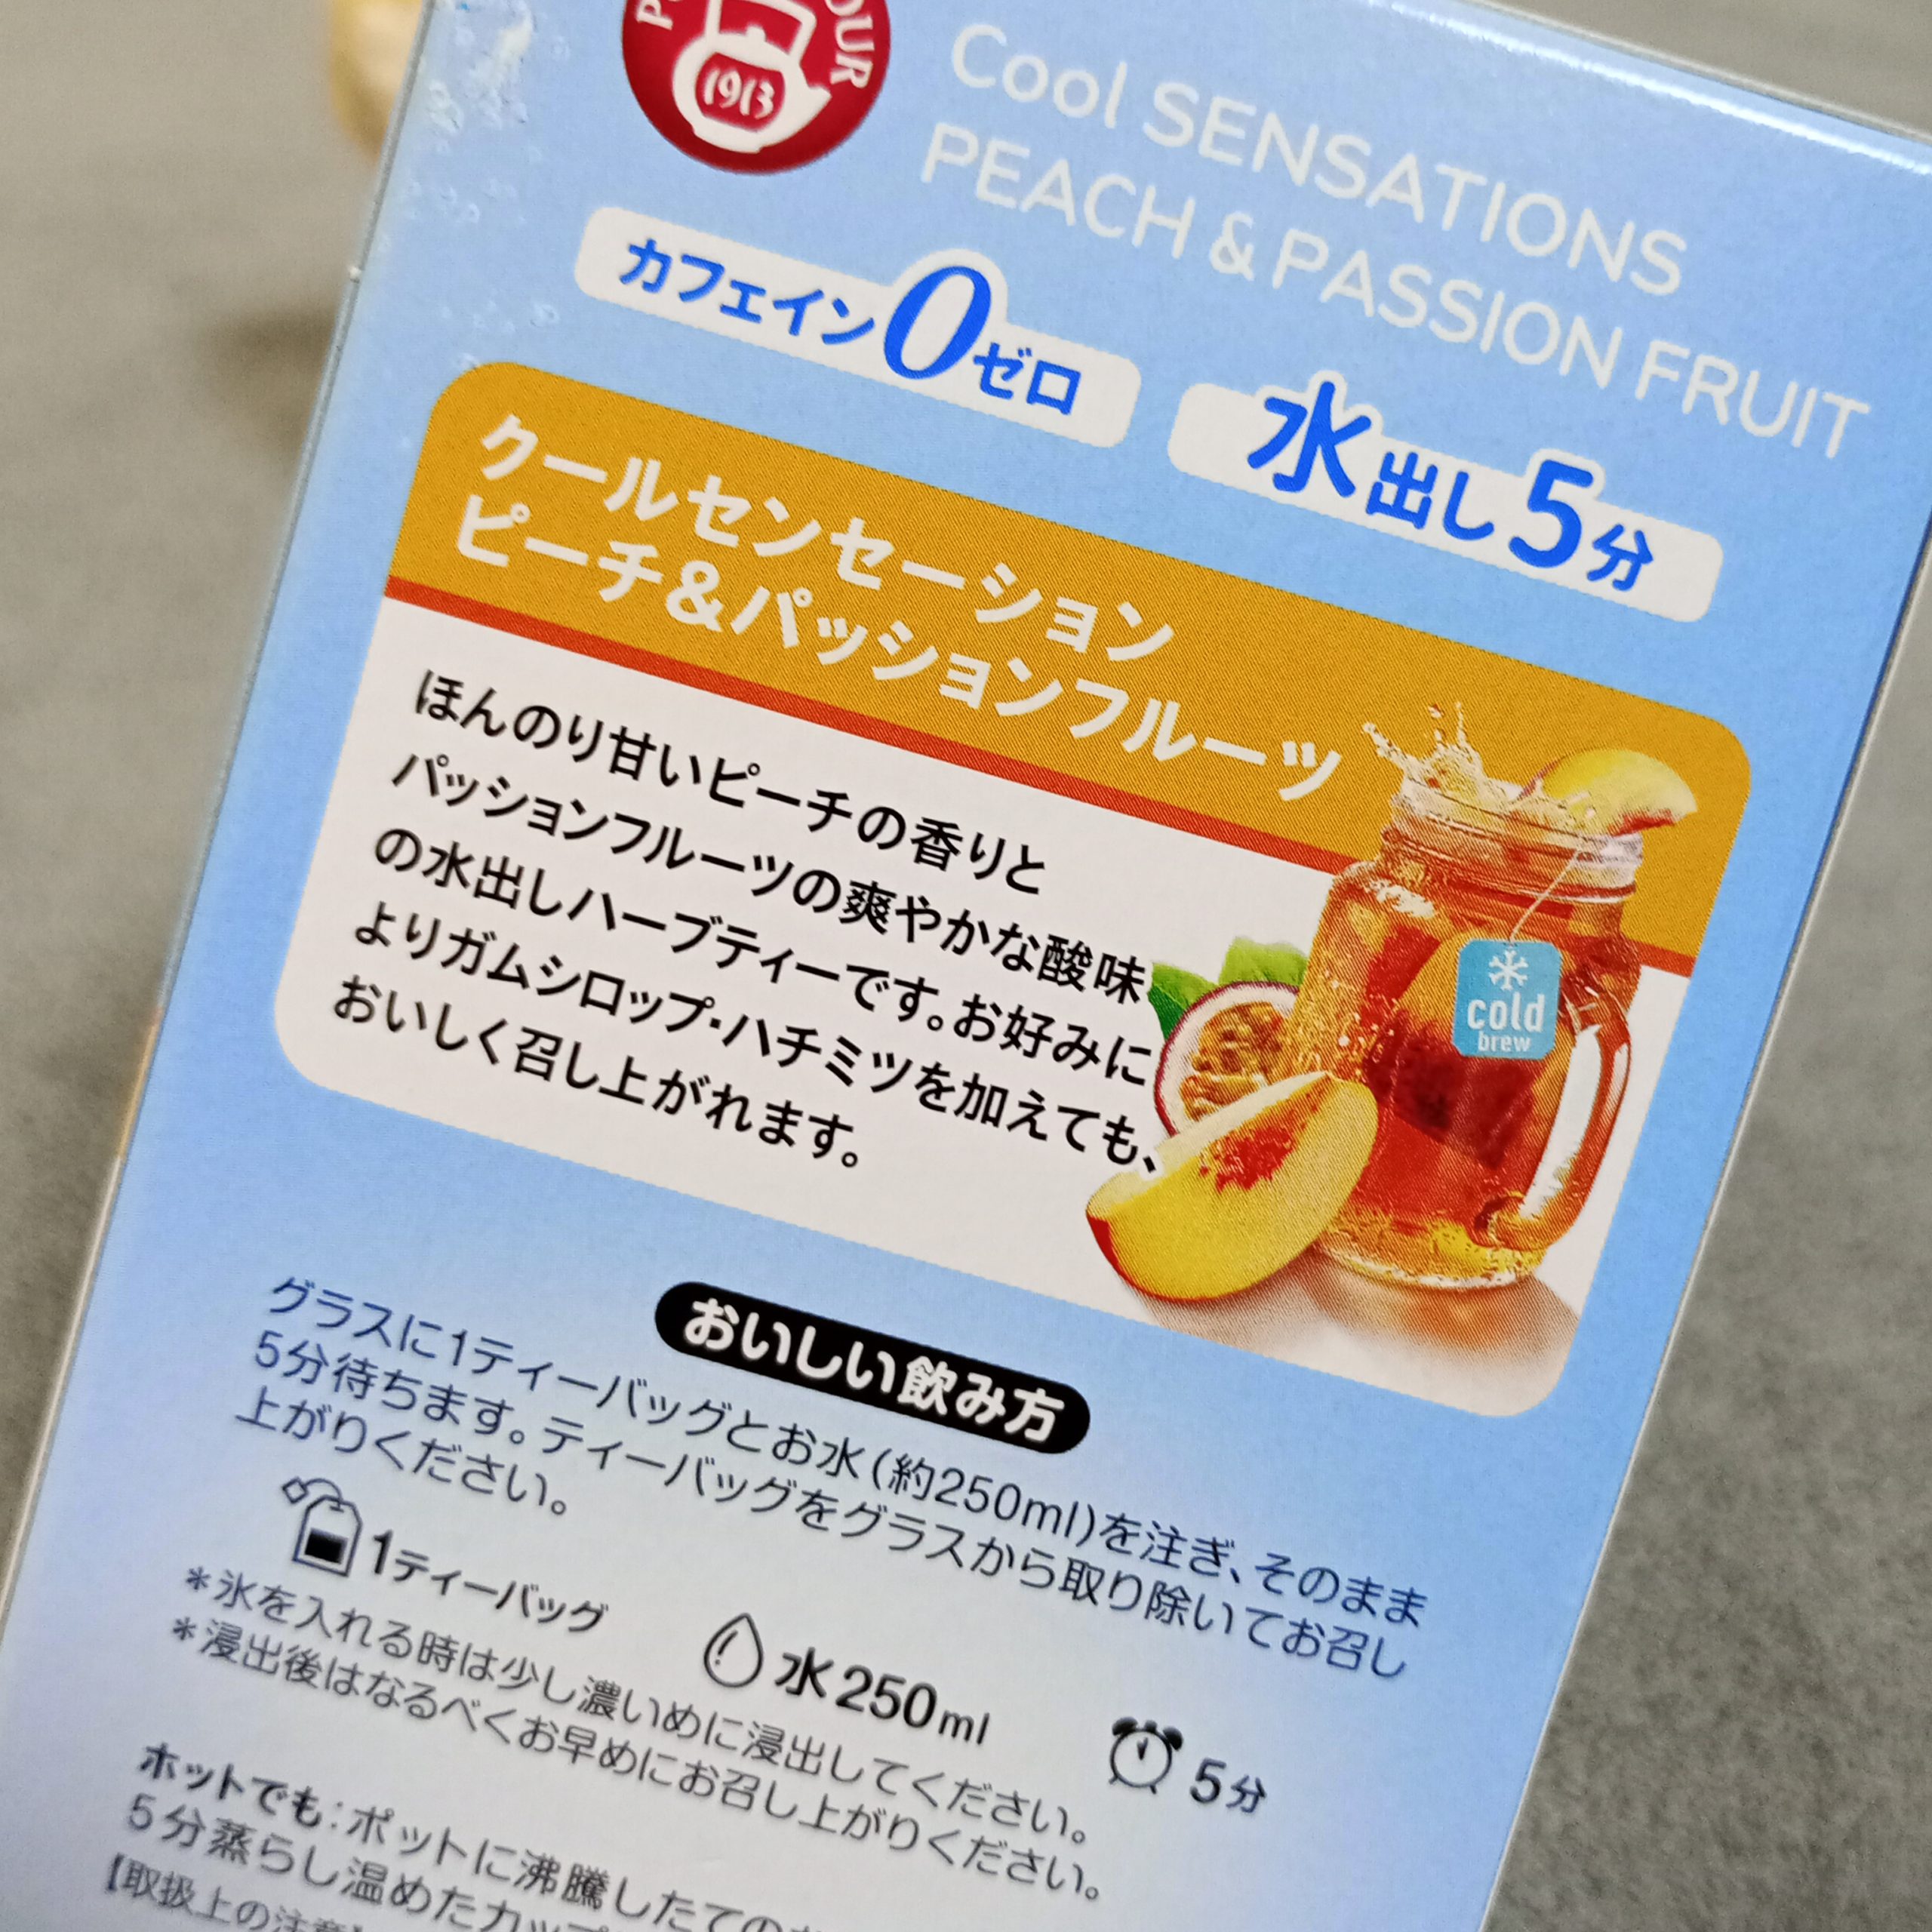 1913
Cool SENSATIONS
PEACH & PASSION FRUIT
カフェイン0ゼロ
水出し5分
クールセンセーション
ピーチ&パッションフルーツ
ほんのり甘いピーチの香りと
パッションフルーツの爽やかな酸味
の水出しハーブティーです。お好みに
よりガムシロップ・ハチミツを加えても、
おいしく召し上がれます。
cold
brew
おいしい飲み方
グラスに1ティーバッグとお水(約250ml)を注ぎ、そのまま
5分待ちます。ティーバッグをグラスから取り除いてお召し
上がりください。
1ティーバッグ
水250ml
5分
*氷を入れる時は少し濃いめに浸出してください。
*浸出後はなるべくお早めにお召し上がりください。
ホットでも:ポットに沸騰したての
5分蒸らし温めたカップ
【取扱上の注意】